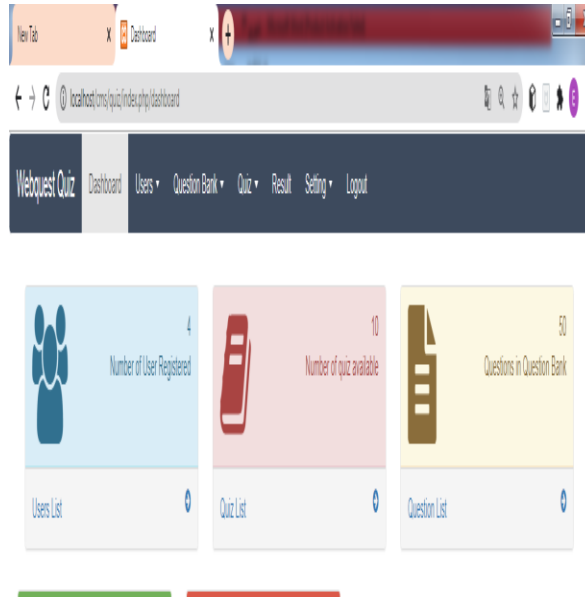 New Tab X Dashboard X +
localhost/cms/quiz/index.php/dashboard
Webquest Quiz Dashboard Users Question Bank Quiz Result Setting Logout
4
Number of User Registered
10
Number of quiz available
50
Questions in Question Bank
Users List
Quiz List
Question List